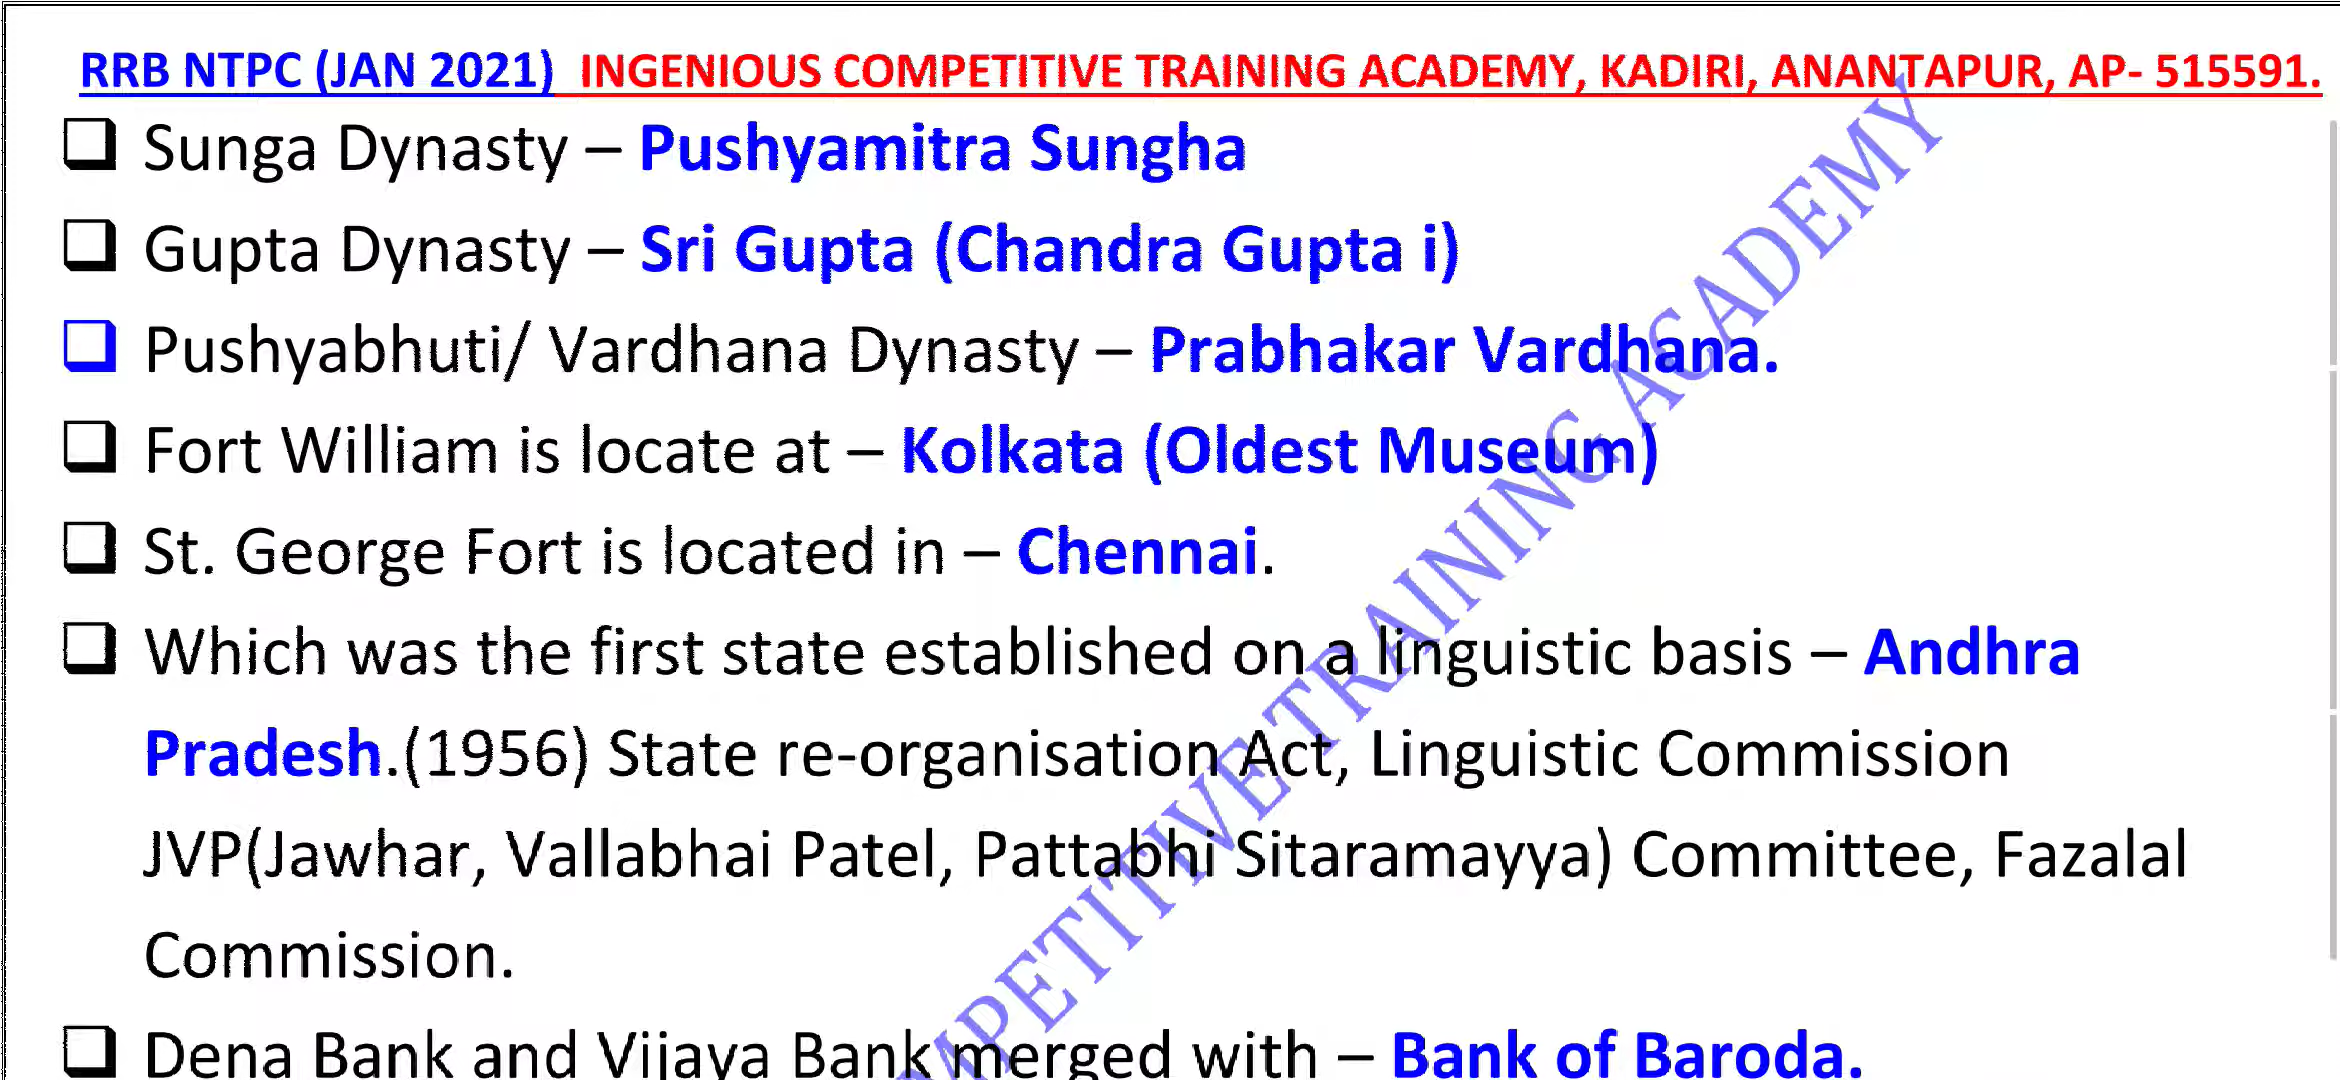 RRB NTPC (JAN 2021) INGENIOUS COMPETITIVE TRAINING ACADEMY, KADIRI, ANANTAPUR, AP- 515591.
❑ Sunga Dynasty – Pushyamitra Sungha
❑ Gupta Dynasty – Sri Gupta (Chandra Gupta i)
❑ Pushyabhuti/ Vardhana Dynasty – Prabhakar Vardhana.
❑ Fort William is locate at – Kolkata (Oldest Museum)
❑ St. George Fort is located in – Chennai.
❑ Which was the first state established on a linguistic basis – Andhra
Pradesh.(1956) State re-organisation Act, Linguistic Commission
JVP(Jawhar, Vallabhai Patel, Pattabhi Sitaramayya) Committee, Fazalal
Commission.
❑ Dena Bank and Vijaya Bank merged with – Bank of Baroda.
MPETITIVE TRAINING ACADEMY